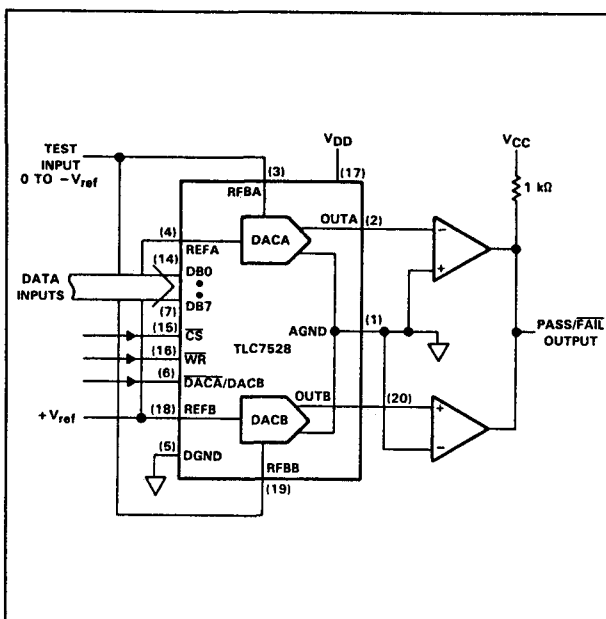 TEST
INPUT
0 TO −Vref
VDD
(17)
VCC
1 kΩ
(3)
RFBA
OUTA
(2)
−
+
(4)
REFA
DACA
DATA
INPUTS
(14)
DB0
DB7
(7)
AGND
(1)
PASS/FAIL
OUTPUT
(15)
CS
(16)
WR
TLC7528
(6)
DACA/DACB
OUTB
(20)
+
−
+Vref
(18)
REFB
DACB
(5)
DGND
RFBB
(19)